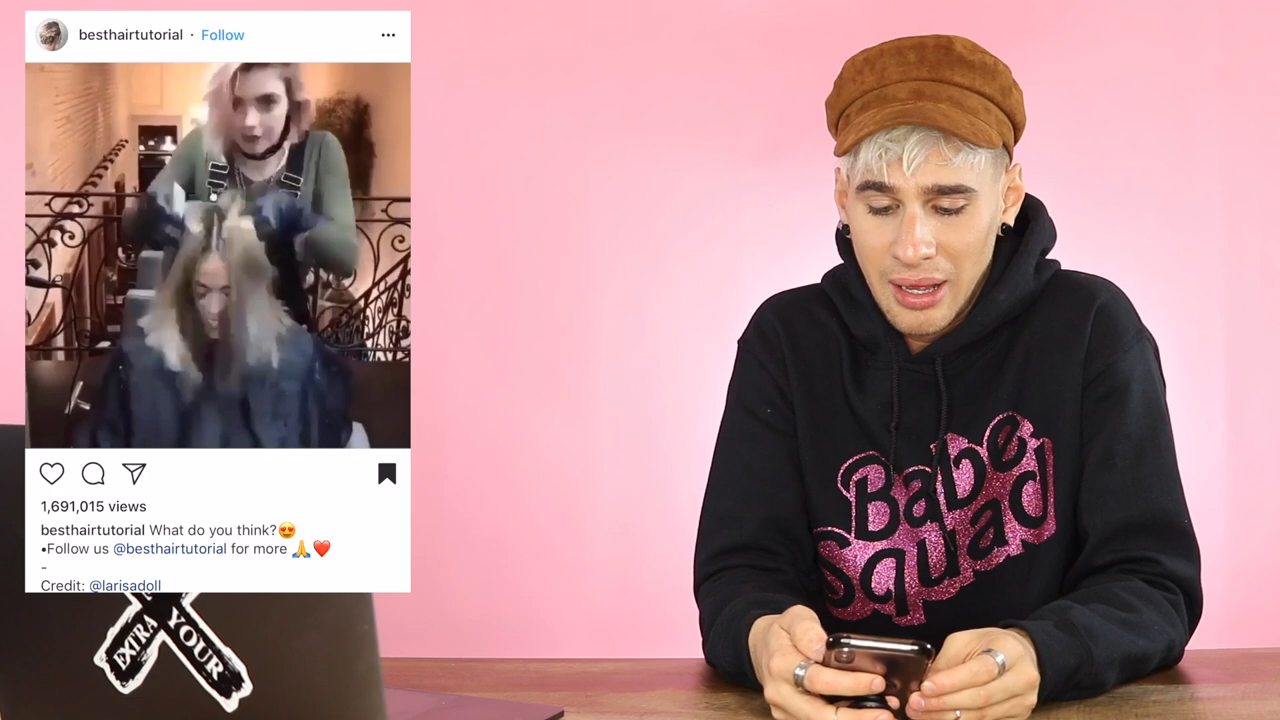 besthairtutorial · Follow
1,691,015 views
besthairtutorial What do you think?😍
•Follow us @besthairtutorial for more 🙏❤️
-
Credit: @larisadoll
Babe
Squad
EXTRA
YOUR